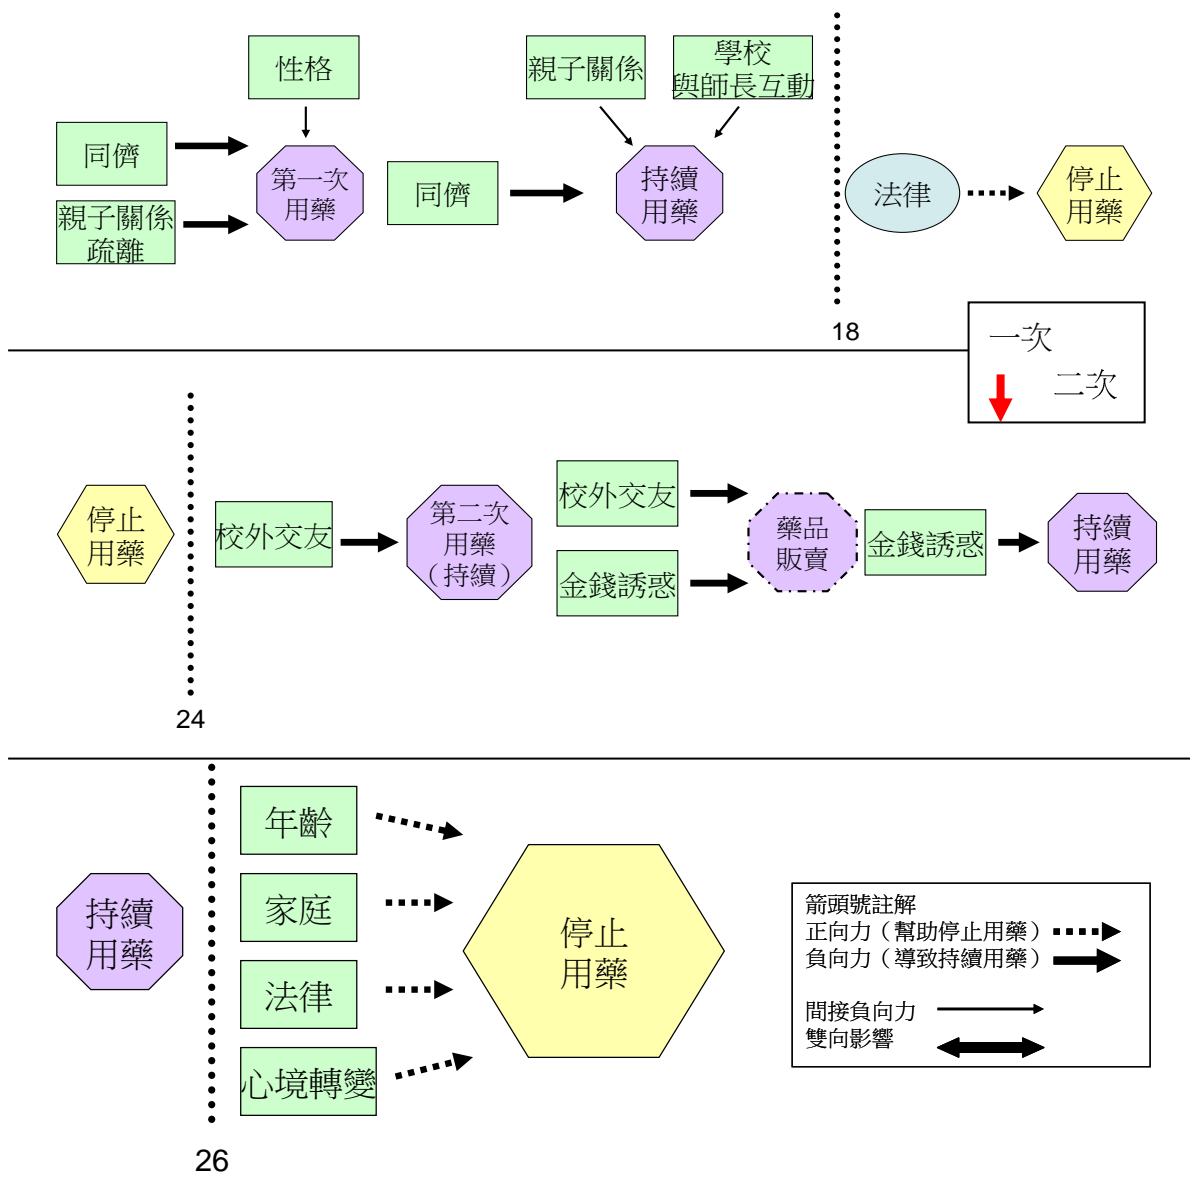 性格
親子關係
學校
與師長互動
同儕
第一次
用藥
同儕
持續
用藥
法律
停止
用藥
親子關係
疏離
18
一次
二次
停止
用藥
校外交友
第二次
用藥
（持續）
校外交友
金錢誘惑
藥品
販賣
金錢誘惑
持續
用藥
24
持續
用藥
年齡
家庭
法律
心境轉變
停止
用藥
箭頭號註解
正向力（幫助停止用藥）
負向力（導致持續用藥）
間接負向力
雙向影響
26